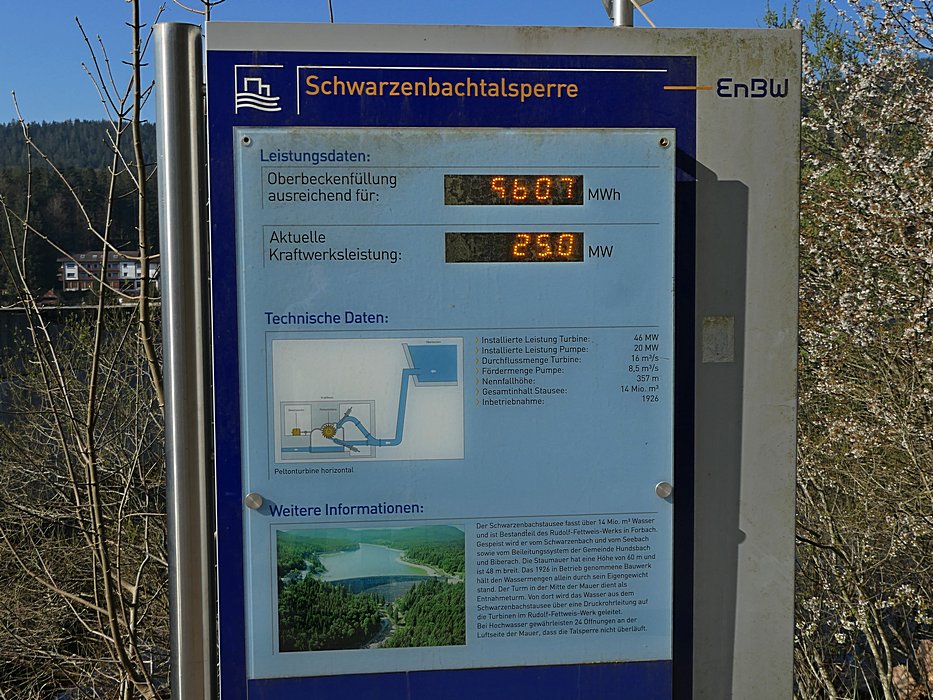 Schwarzenbachtalsperre
EnBW
Leistungsdaten:
Oberbeckenfüllung
ausreichend für:
9607 MWh
Aktuelle
Kraftwerksleistung:
250 MW
Technische Daten:
Installierte Leistung Turbine: 46 MW
Installierte Leistung Pumpe: 20 MW
Durchflussmenge Turbine: 16 m³/s
Fördermenge Pumpe: 8,5 m³/s
Nennfallhöhe: 357 m
Gesamtinhalt Stausee: 14 Mio. m³
Inbetriebnahme: 1926
Peltonturbine horizontal
Weitere Informationen:
Der Schwarzenbachstausee fasst über 14 Mio. m³ Wasser
und ist Bestandteil des Rudolf-Fettweis-Werks in Forbach.
Gespeist wird er vom Schwarzenbach und vom Seebach
sowie vom Beileitungssystem der Gemeinde Hundsbach
und Biberach. Die Staumauer hat eine Höhe von 60 m und
ist 48 m breit. Das 1926 in Betrieb genommene Bauwerk
hält den Wassermengen allein durch sein Eigengewicht
stand. Der Turm in der Mitte der Mauer dient als
Entnahmeturm. Von dort wird das Wasser aus dem
Schwarzenbachstausee über eine Druckrohrleitung auf
die Turbinen im Rudolf-Fettweis-Werk geleitet.
Bei Hochwasser gewährleisten 24 Öffnungen an der
Luftseite der Mauer, dass die Talsperre nicht überläuft.